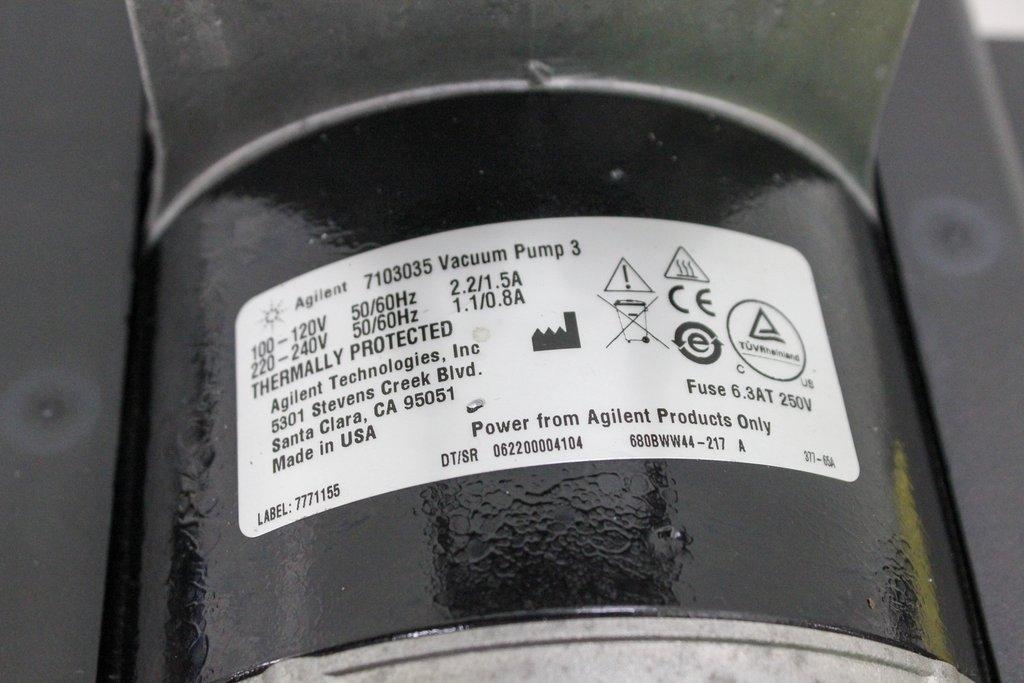 Agilent 7103035 Vacuum Pump 3
100-120V 50/60Hz 2.2/1.5A
220-240V 50/60Hz 1.1/0.8A
THERMALLY PROTECTED
Agilent Technologies, Inc
5301 Stevens Creek Blvd.
Santa Clara, CA 95051
Made in USA
LABEL: 7771155
CE
e
TÜVRheinland
C US
Fuse 6.3AT 250V
Power from Agilent Products Only
DT/SR 062200004104 680BWW44-217 A
377-65A